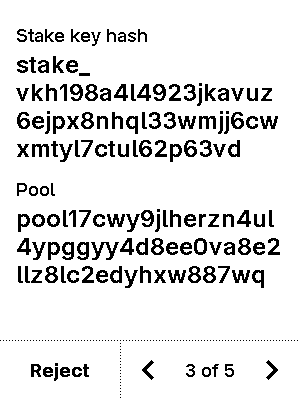 Stake key hash
stake_
vkh198a4l4923jkavuz
6ejpx8nhql33wmjj6cw
xmtyl7ctul62p63vd
Pool
pool17cwy9jlherzn4ul
4ypggyy4d8ee0va8e2
llz8lc2edyhxw887wq
Reject
3 of 5